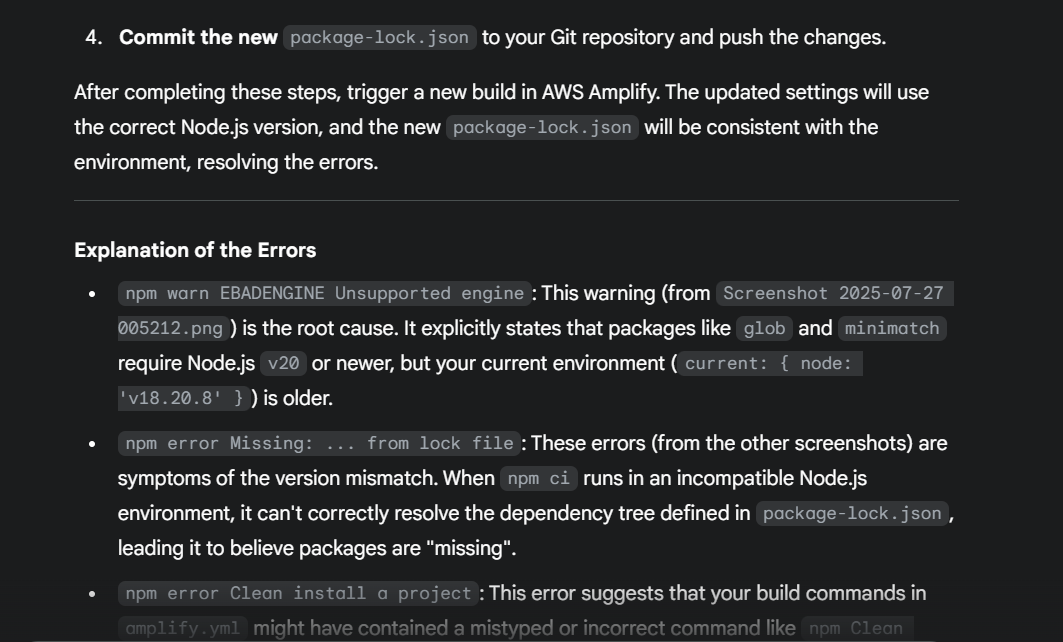 4. Commit the new package-lock.json to your Git repository and push the changes.
After completing these steps, trigger a new build in AWS Amplify. The updated settings will use
the correct Node.js version, and the new package-lock.json will be consistent with the
environment, resolving the errors.
Explanation of the Errors
• npm warn EBADENGINE Unsupported engine: This warning (from Screenshot 2025-07-27
005212.png) is the root cause. It explicitly states that packages like glob and minimatch
require Node.js v20 or newer, but your current environment (current: { node:
'v18.20.8' }) is older.
• npm error Missing: ... from lock file: These errors (from the other screenshots) are
symptoms of the version mismatch. When npm ci runs in an incompatible Node.js
environment, it can't correctly resolve the dependency tree defined in package-lock.json,
leading it to believe packages are "missing".
• npm error Clean install a project: This error suggests that your build commands in
amplify.yml might have contained a mistyped or incorrect command like npm Clean